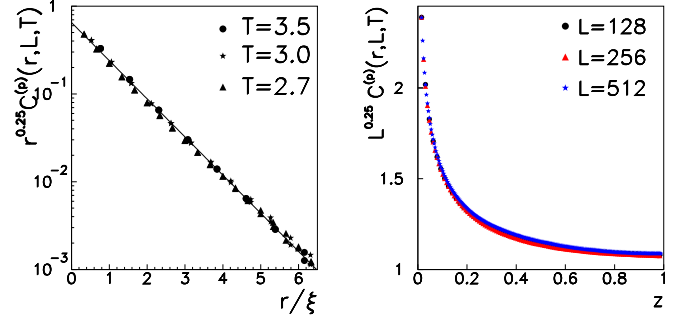 r^0.25 C^(p)(r,L,T)
1
10^-1
10^-2
10^-3
T=3.5
T=3.0
T=2.7
0 1 2 3 4 5 6
r/ξ
L^0.25 C^(p)(r,L,T)
2
1.5
1
L=128
L=256
L=512
0 0.2 0.4 0.6 0.8 1
z